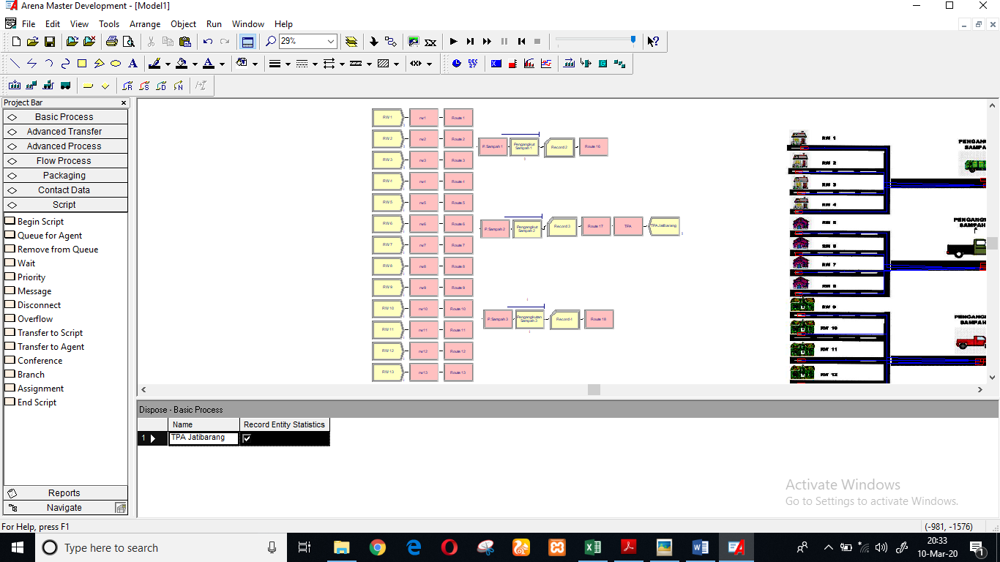 Arena Master Development - [Model1]
File Edit View Tools Arrange Object Run Window Help
29%
Project Bar
Basic Process
Advanced Transfer
Advanced Process
Flow Process
Packaging
Contact Data
Script
Begin Script
Queue for Agent
Remove from Queue
Wait
Priority
Message
Disconnect
Overflow
Transfer to Script
Transfer to Agent
Conference
Branch
Assignment
End Script
Reports
Navigate
RW 1 rw1 Route 1
RW 2 rw2 Route 2
RW 3 rw3 Route 3
RW 4 rw4 Route 4
RW 5 rw5 Route 5
RW 6 rw6 Route 6
RW 7 rw7 Route 7
RW 8 rw8 Route 8
RW 9 rw9 Route 9
RW 10 rw10 Route 10
RW 11 rw11 Route 11
RW 12 rw12 Route 12
RW 13 rw13 Route 13
P. Sampah 1 Pengangkut Sampah 1 Record 2 Route 16
P. Sampah 2 Pengangkut Sampah 2 Record 3 Route 17 TPA TPA Jatibarang
P. Sampah 3 Pengangkutan Sampah 3 Record 4 Route 18
RW 1
RW 2
RW 3
RW 4
RW 5
RW 6
RW 7
RW 8
RW 9
RW 10
RW 11
RW 12
Dispose - Basic Process
Name Record Entity Statistics
1 TPA Jatibarang
Activate Windows
Go to Settings to activate Windows.
For Help, press F1
(-981, -1576)
Type here to search
20:33
10-Mar-20